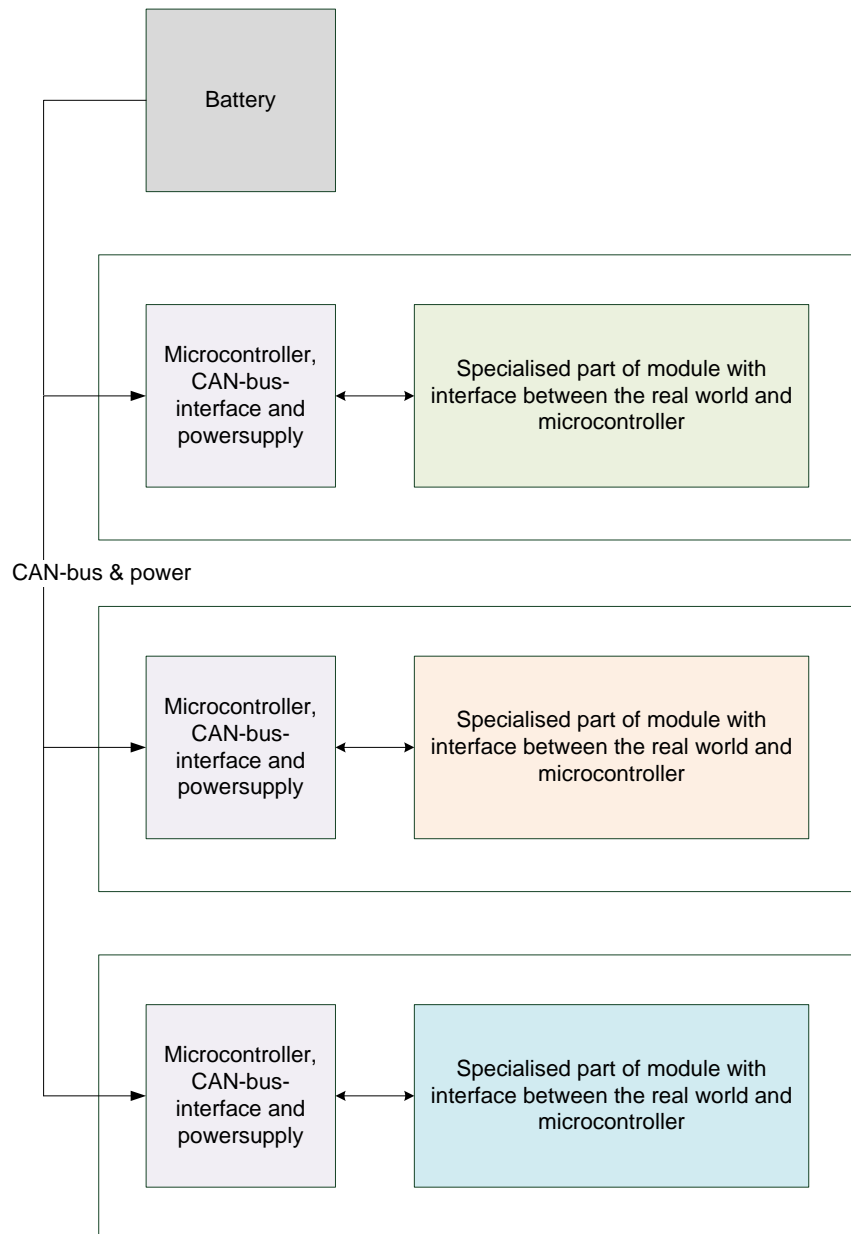 Battery
Microcontroller,
CAN-bus-
interface and
powersupply
Specialised part of module with
interface between the real world and
microcontroller
CAN-bus & power
Microcontroller,
CAN-bus-
interface and
powersupply
Specialised part of module with
interface between the real world and
microcontroller
Microcontroller,
CAN-bus-
interface and
powersupply
Specialised part of module with
interface between the real world and
microcontroller